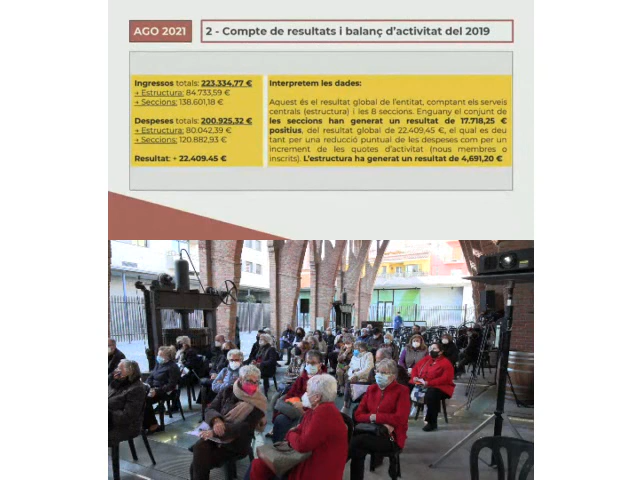 AGO 2021
2 - Compte de resultats i balanç d'activitat del 2019
Ingressos totals: 223.334,77 €
→ Estructura: 84.733,59 €
→ Seccions: 138.601,18 €
Despeses totals: 200.925,32 €
→ Estructura: 80.042,39 €
→ Seccions: 120.882,93 €
Resultat: + 22.409.45 €
Interpretem les dades:
Aquest és el resultat global de l'entitat, comptant els serveis
centrals (estructura) i les 8 seccions. Enguany el conjunt de
les seccions han generat un resultat de 17.718,25 €
positius, del resultat global de 22.409,45 €, el qual es deu
tant per una reducció puntual de les despeses com per un
increment de les quotes d'activitat (nous membres o
inscrits). L'estructura ha generat un resultat de 4,691,20 €